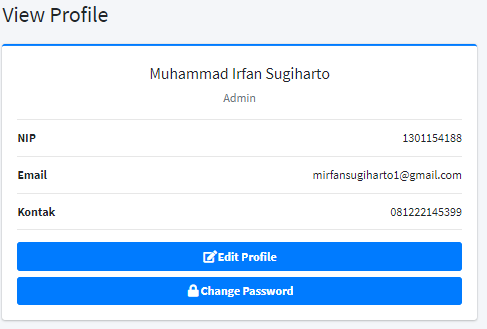 View Profile
Muhammad Irfan Sugiharto
Admin
NIP 1301154188
Email mirfansugiharto1@gmail.com
Kontak 081222145399
Edit Profile
Change Password